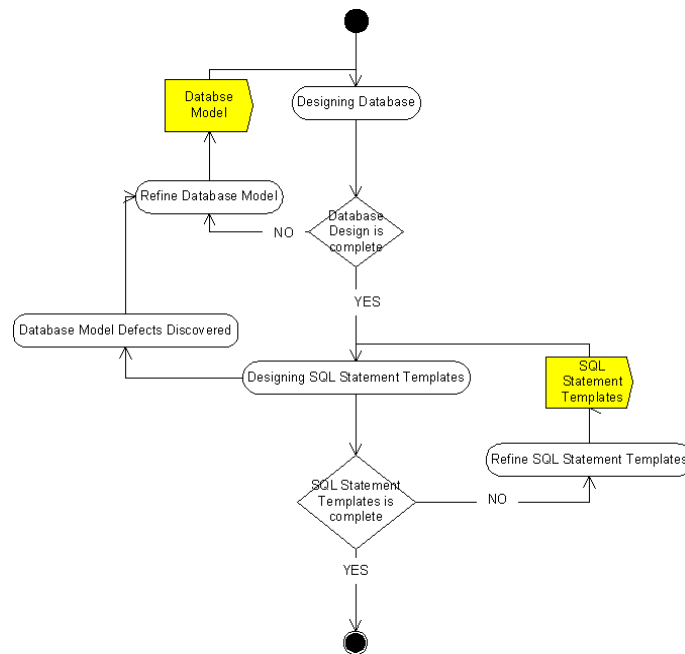 Databse
Model
Designing Database
Refine Database Model
Database
Design is
complete
NO
YES
Database Model Defects Discovered
SQL
Statement
Templates
Designing SQL Statement Templates
Refine SQL Statement Templates
SQL Statement
Templates is
complete
NO
YES